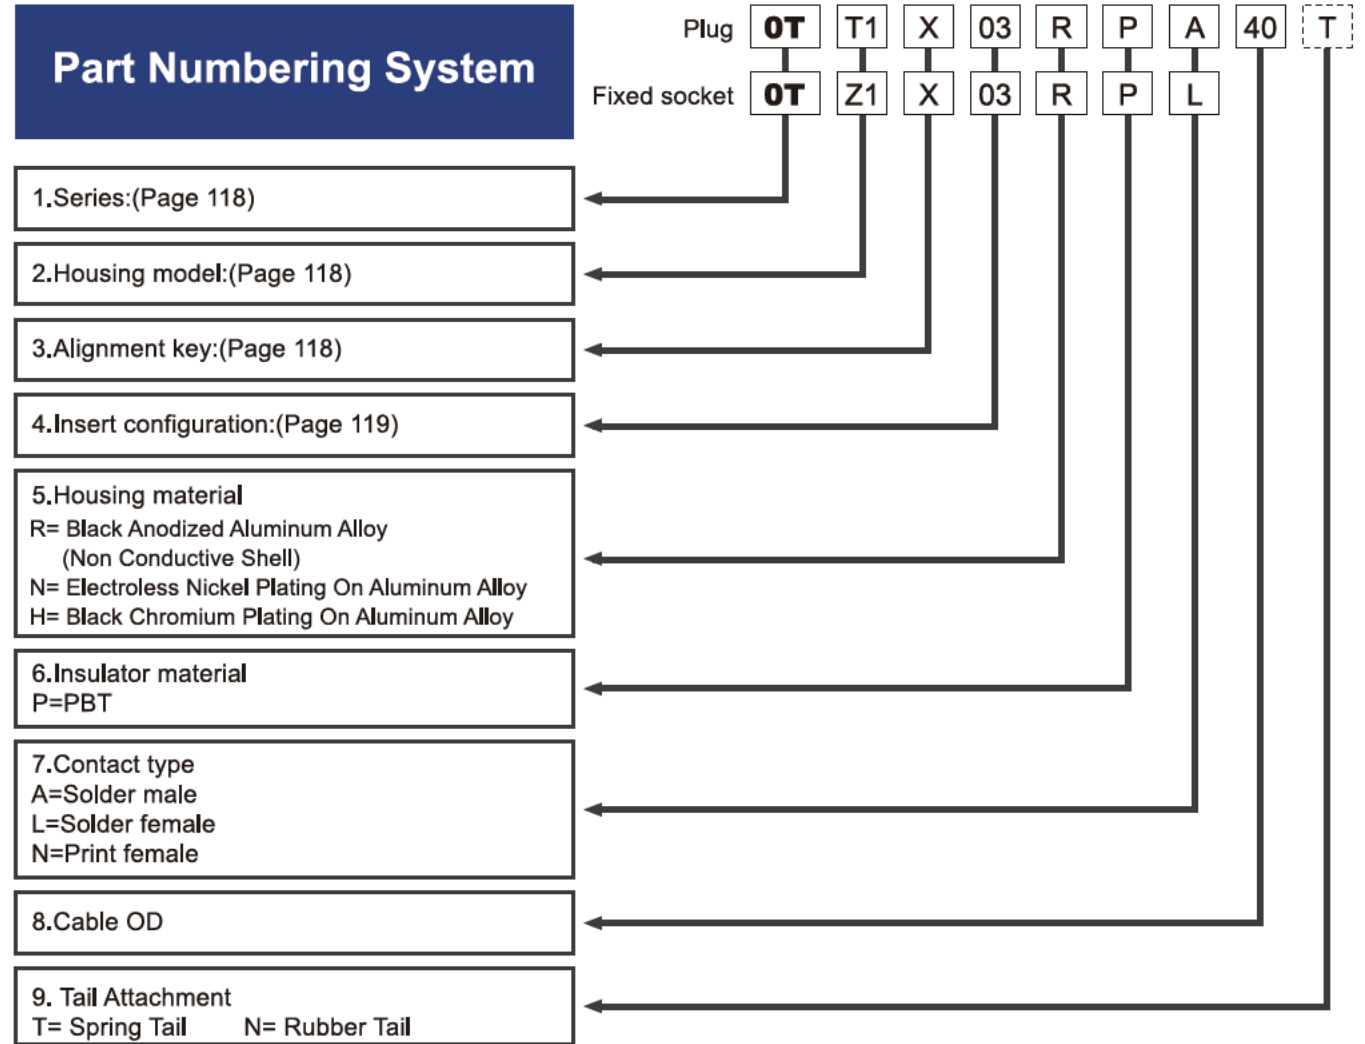 Part Numbering System
Plug 0T T1 X 03 R P A 40 T
Fixed socket 0T Z1 X 03 R P L
1.Series:(Page 118)
2.Housing model:(Page 118)
3.Alignment key:(Page 118)
4.Insert configuration:(Page 119)
5.Housing material
R= Black Anodized Aluminum Alloy
(Non Conductive Shell)
N= Electroless Nickel Plating On Aluminum Alloy
H= Black Chromium Plating On Aluminum Alloy
6.Insulator material
P=PBT
7.Contact type
A=Solder male
L=Solder female
N=Print female
8.Cable OD
9. Tail Attachment
T= Spring Tail N= Rubber Tail